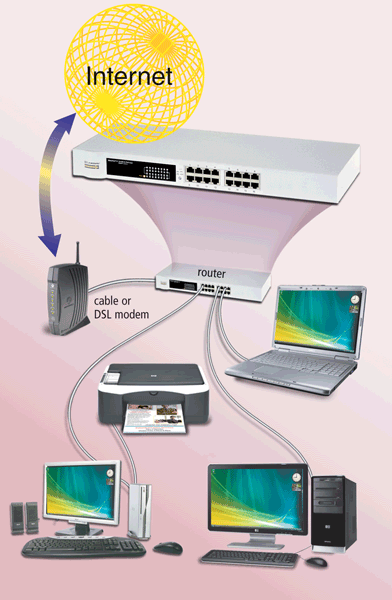 Internet
router
cable or
DSL modem